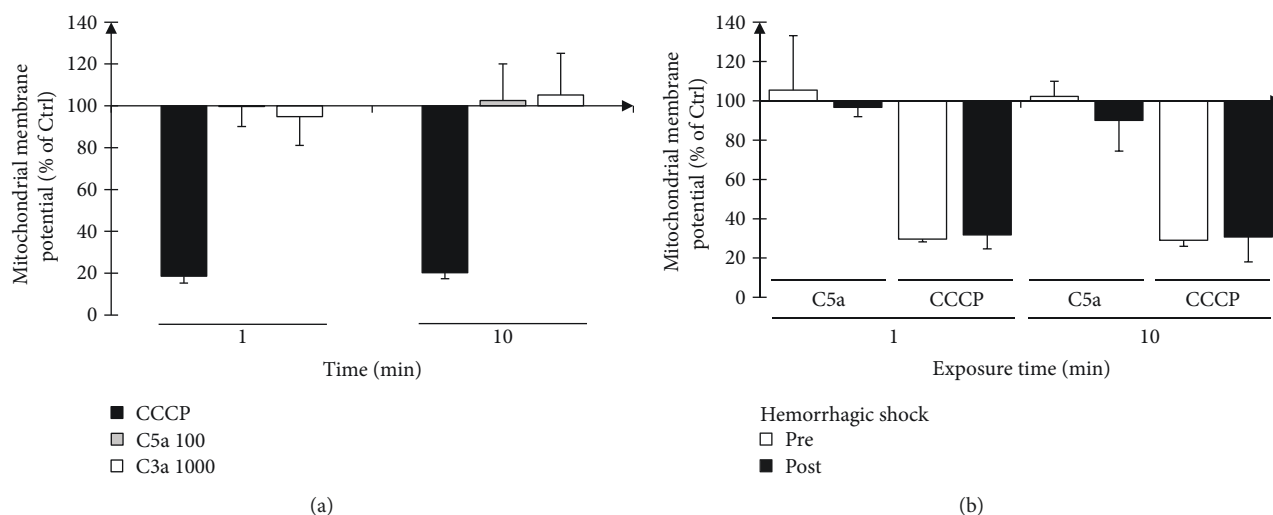 Mitochondrial membrane
potential (% of Ctrl)
140
120
100
80
60
40
20
0
1
10
Time (min)
CCCP
C5a 100
C3a 1000
(a)
Mitochondrial membrane
potential (% of Ctrl)
140
120
100
80
60
40
20
0
C5a CCCP C5a CCCP
1 10
Exposure time (min)
Hemorrhagic shock
Pre
Post
(b)